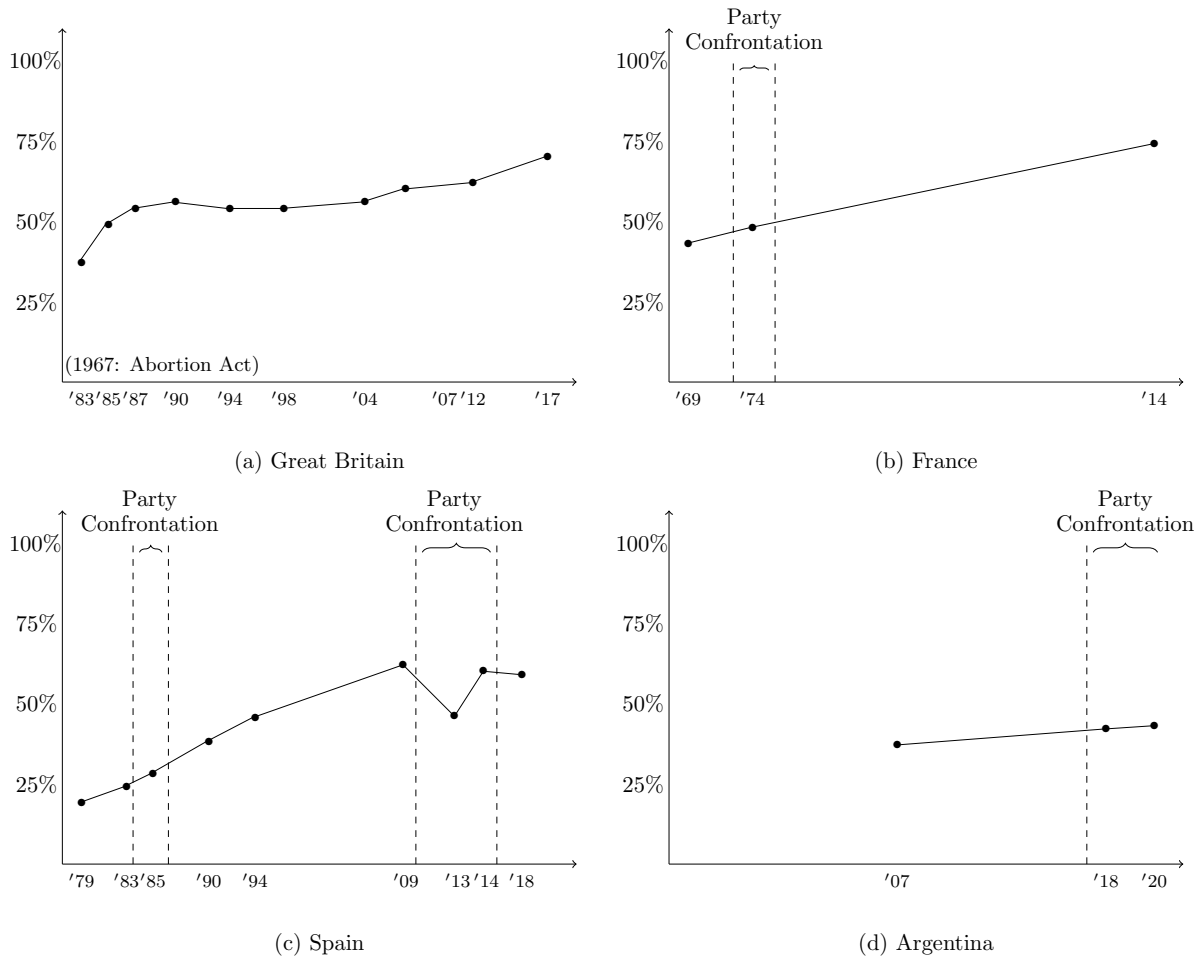 100%
75%
50%
25%
(1967: Abortion Act)
'83 '85 '87 '90 '94 '98 '04 '07 '12 '17
(a) Great Britain
Party
Confrontation
100%
75%
50%
25%
'69 '74 '14
(b) France
Party
Confrontation
Party
Confrontation
100%
75%
50%
25%
'79 '83 '85 '90 '94 '09 '13 '14 '18
(c) Spain
Party
Confrontation
100%
75%
50%
25%
'07 '18 '20
(d) Argentina